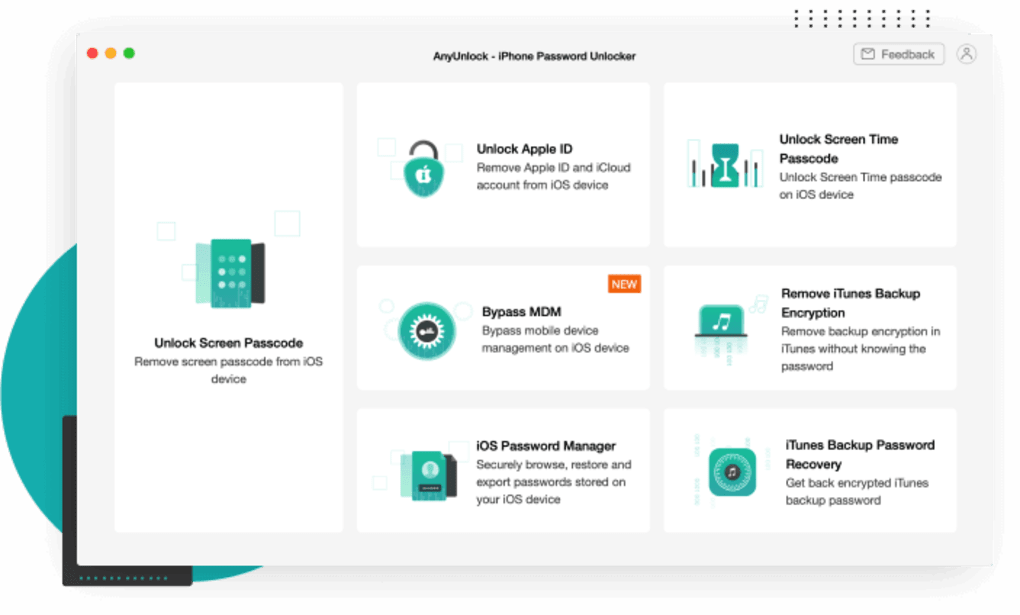 AnyUnlock - iPhone Password Unlocker
Feedback
Unlock Screen Passcode
Remove screen passcode from iOS
device
Unlock Apple ID
Remove Apple ID and iCloud
account from iOS device
Unlock Screen Time
Passcode
Unlock Screen Time passcode
on iOS device
NEW
Bypass MDM
Bypass mobile device
management on iOS device
Remove iTunes Backup
Encryption
Remove backup encryption in
iTunes without knowing the
password
iOS Password Manager
Securely browse, restore and
export passwords stored on
your iOS device
iTunes Backup Password
Recovery
Get back encrypted iTunes
backup password